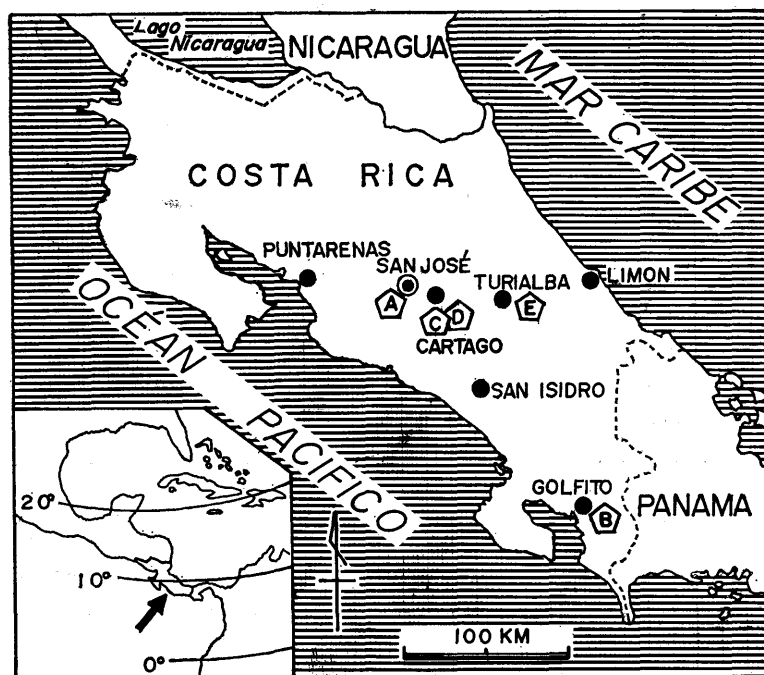 Lago
Nicaragua
NICARAGUA
MAR CARIBE
COSTA RICA
PUNTARENAS
SAN JOSÉ
TURIALBA
LIMON
A
C
D
E
CARTAGO
OCÉAN PACIFICO
SAN ISIDRO
GOLFITO
B
PANAMA
20°
10°
0°
100 KM